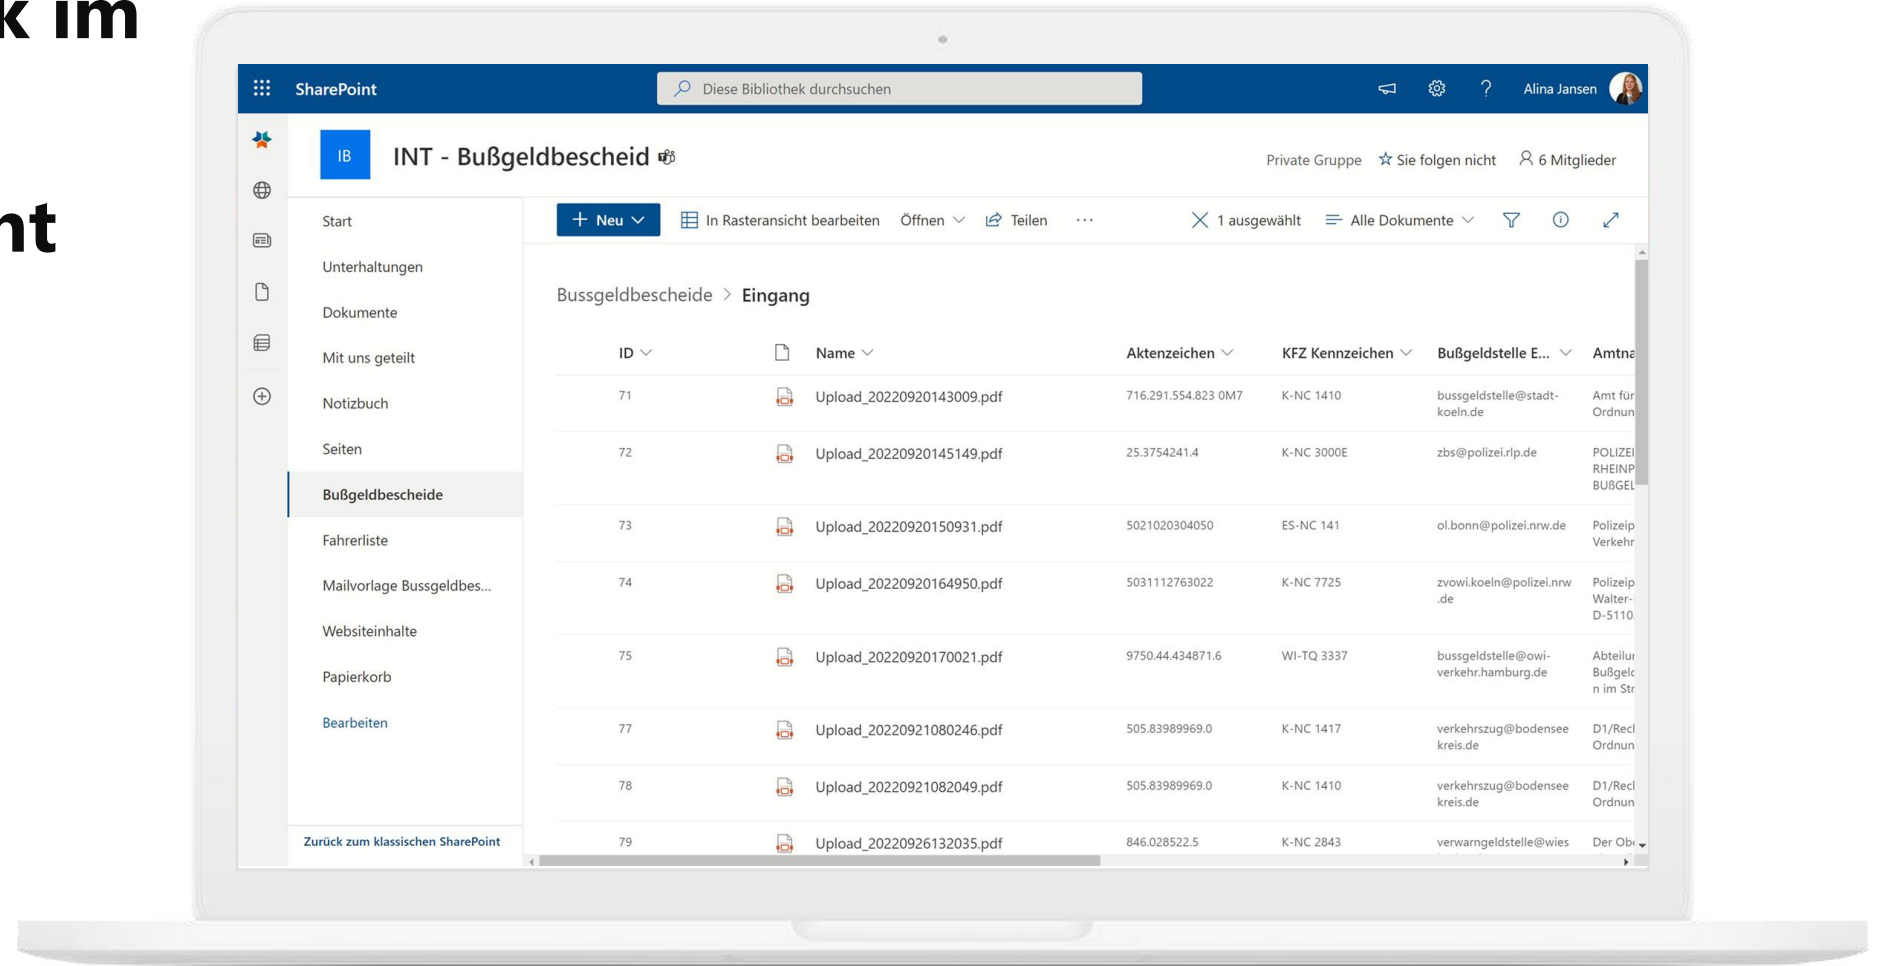 k im
nt
SharePoint
Diese Bibliothek durchsuchen
Alina Jansen
IB
INT - Bußgeldbescheid
Private Gruppe
Sie folgen nicht
6 Mitglieder
Start
Unterhaltungen
Dokumente
Mit uns geteilt
Notizbuch
Seiten
Bußgeldbescheide
Fahrerliste
Mailvorlage Bussgeldbes...
Websiteinhalte
Papierkorb
Bearbeiten
Zurück zum klassischen SharePoint
+ Neu
In Rasteransicht bearbeiten
Öffnen
Teilen
...
1 ausgewählt
Alle Dokumente
Bussgeldbescheide > Eingang
ID Name Aktenzeichen KFZ Kennzeichen Bußgeldstelle E... Amtna
71 Upload_20220920143009.pdf 716.291.554.823 0M7 K-NC 1410 bussgeldstelle@stadt- Amt für
koeln.de Ordnun
72 Upload_20220920145149.pdf 25.3754241.4 K-NC 3000E zbs@polizei.rlp.de POLIZEI
RHEINP
BUßGEL
73 Upload_20220920150931.pdf 5021020304050 ES-NC 141 ol.bonn@polizei.nrw.de Polizeip
Verkehr
74 Upload_20220920164950.pdf 5031112763022 K-NC 7725 zvowi.koeln@polizei.nrw Polizeip
.de Walter-
D-5110
75 Upload_20220920170021.pdf 9750.44.434871.6 WI-TQ 3337 bussgeldstelle@owi- Abteilur
verkehr.hamburg.de Bußgeld
n im Str
77 Upload_20220921080246.pdf 505.83989969.0 K-NC 1417 verkehrszug@bodensee D1/Recl
kreis.de Ordnun
78 Upload_20220921082049.pdf 505.83989969.0 K-NC 1410 verkehrszug@bodensee D1/Recl
kreis.de Ordnun
79 Upload_20220926132035.pdf 846.028522.5 K-NC 2843 verwarngeldstelle@wies Der Ob